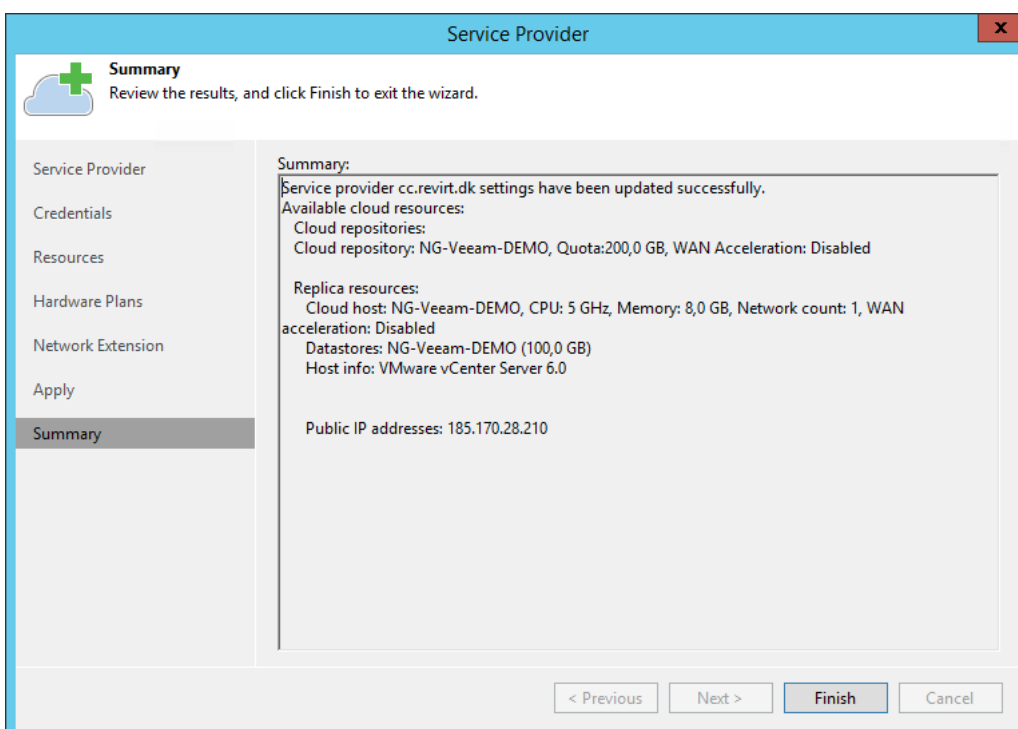 Service Provider
x
Summary
Review the results, and click Finish to exit the wizard.
Service Provider
Credentials
Resources
Hardware Plans
Network Extension
Apply
Summary
Summary:
Service provider cc.revirt.dk settings have been updated successfully.
Available cloud resources:
Cloud repositories:
Cloud repository: NG-Veeam-DEMO, Quota:200,0 GB, WAN Acceleration: Disabled
Replica resources:
Cloud host: NG-Veeam-DEMO, CPU: 5 GHz, Memory: 8,0 GB, Network count: 1, WAN
acceleration: Disabled
Datastores: NG-Veeam-DEMO (100,0 GB)
Host info: VMware vCenter Server 6.0
Public IP addresses: 185.170.28.210
< Previous
Next >
Finish
Cancel